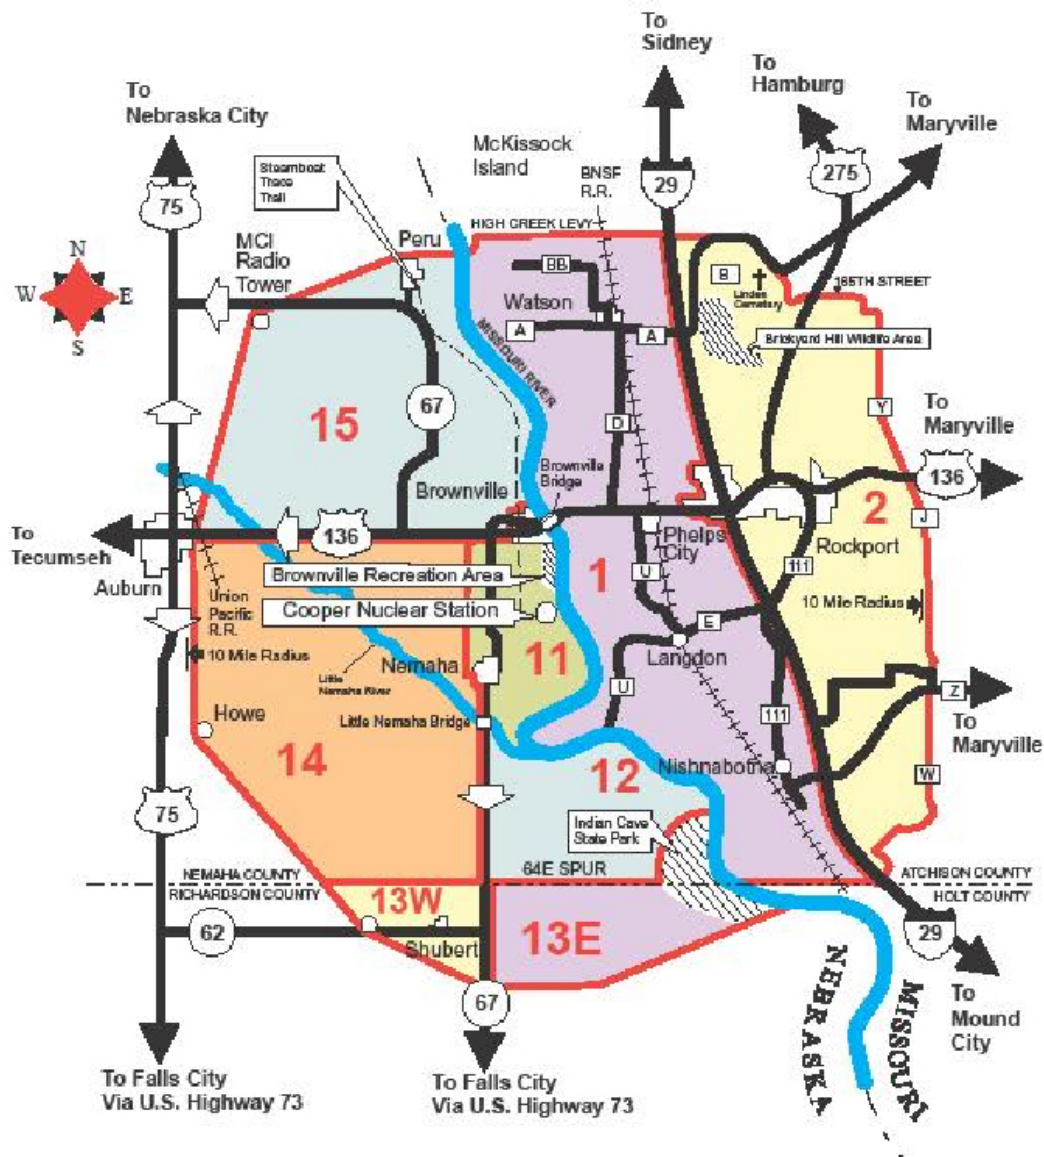 To
Sidney
To
Hamburg
To
Maryville
To
Nebraska City
McKissock
Island
BNSF
R.R.
Steamboat
Trace
Trail
75
29
275
HIGH CREEK LEVY
Peru
MCI
Radio
Tower
N
W
E
S
BB
B
Linden
Cemetery
165TH STREET
Watson
A
A
Brickyard Hill Wildlife Area
MISSOURI RIVER
15
67
D
Y
To
Maryville
136
Brownville
Bridge
Brownville
2
J
To
Tecumseh
136
Phelps
City
Rockport
Auburn
Union
Pacific
R.R.
Brownville Recreation Area
1
U
111
Cooper Nuclear Station
10 Mile Radius
E
11
Langdon
10 Mile Radius
Nemaha
Little
Nemaha River
U
Z
Howe
Little Nemaha Bridge
111
To
Maryville
14
12
Nishnabotna
W
75
Indian Cave
State Park
64E SPUR
NEMAHA COUNTY
RICHARDSON COUNTY
ATCHISON COUNTY
HOLT COUNTY
13W
62
Shubert
13E
29
67
NEBRASKA
MISSOURI
To
Mound
City
To Falls City
Via U.S. Highway 73
To Falls City
Via U.S. Highway 73